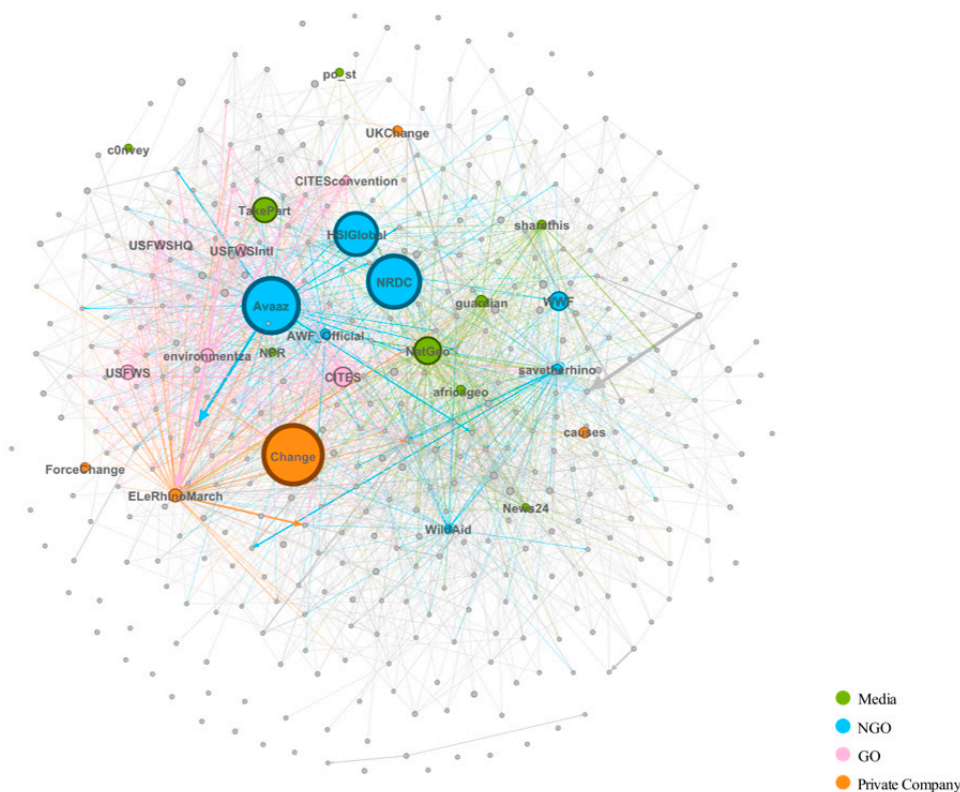 po_st
UKChange
c0nvey
CITESconvention
TakePart
sharethis
HSIGlobal
USFWSHQ
USFWSIntl
NRDC
Avaaz
guardian
WWF
AWF_Official
environmentza
NPR
NatGeo
USFWS
CITES
savetherhino
africageo
causes
Change
ForceChange
ELeRhinoMarch
News24
WildAid
Media
NGO
GO
Private Company